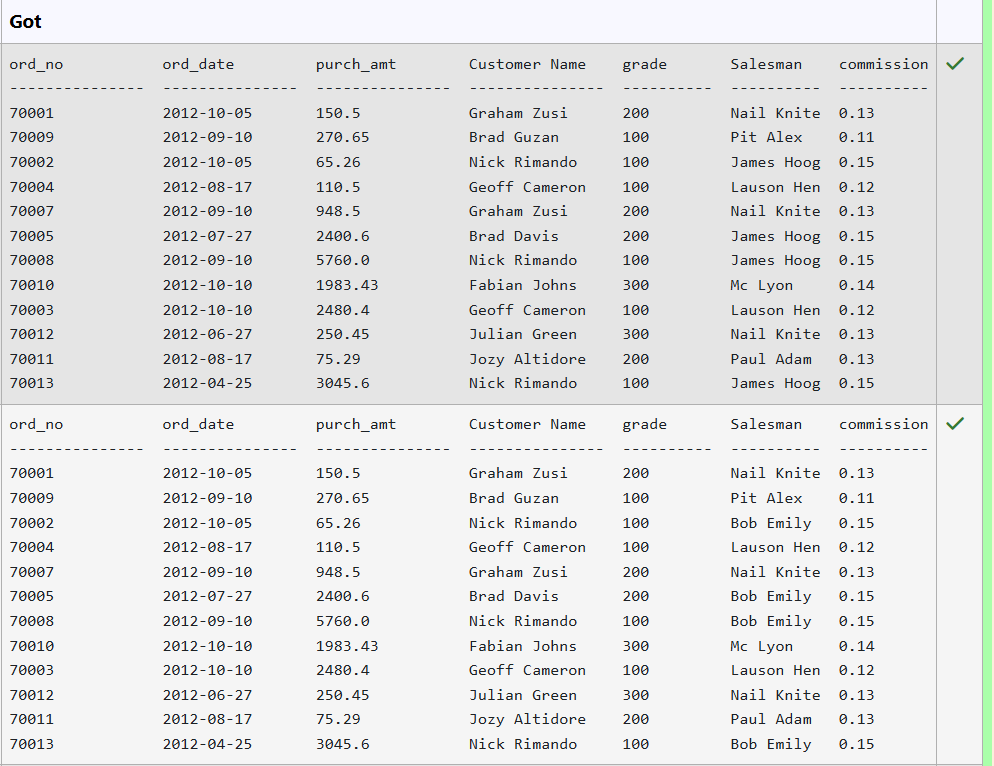 Got
ord_no ord_date purch_amt Customer Name grade Salesman commission
--------------- --------------- --------------- --------------- ---------- ---------- ----------
70001 2012-10-05 150.5 Graham Zusi 200 Nail Knite 0.13
70009 2012-09-10 270.65 Brad Guzan 100 Pit Alex 0.11
70002 2012-10-05 65.26 Nick Rimando 100 James Hoog 0.15
70004 2012-08-17 110.5 Geoff Cameron 100 Lauson Hen 0.12
70007 2012-09-10 948.5 Graham Zusi 200 Nail Knite 0.13
70005 2012-07-27 2400.6 Brad Davis 200 James Hoog 0.15
70008 2012-09-10 5760.0 Nick Rimando 100 James Hoog 0.15
70010 2012-10-10 1983.43 Fabian Johns 300 Mc Lyon 0.14
70003 2012-10-10 2480.4 Geoff Cameron 100 Lauson Hen 0.12
70012 2012-06-27 250.45 Julian Green 300 Nail Knite 0.13
70011 2012-08-17 75.29 Jozy Altidore 200 Paul Adam 0.13
70013 2012-04-25 3045.6 Nick Rimando 100 James Hoog 0.15
ord_no ord_date purch_amt Customer Name grade Salesman commission
--------------- --------------- --------------- --------------- ---------- ---------- ----------
70001 2012-10-05 150.5 Graham Zusi 200 Nail Knite 0.13
70009 2012-09-10 270.65 Brad Guzan 100 Pit Alex 0.11
70002 2012-10-05 65.26 Nick Rimando 100 Bob Emily 0.15
70004 2012-08-17 110.5 Geoff Cameron 100 Lauson Hen 0.12
70007 2012-09-10 948.5 Graham Zusi 200 Nail Knite 0.13
70005 2012-07-27 2400.6 Brad Davis 200 Bob Emily 0.15
70008 2012-09-10 5760.0 Nick Rimando 100 Bob Emily 0.15
70010 2012-10-10 1983.43 Fabian Johns 300 Mc Lyon 0.14
70003 2012-10-10 2480.4 Geoff Cameron 100 Lauson Hen 0.12
70012 2012-06-27 250.45 Julian Green 300 Nail Knite 0.13
70011 2012-08-17 75.29 Jozy Altidore 200 Paul Adam 0.13
70013 2012-04-25 3045.6 Nick Rimando 100 Bob Emily 0.15